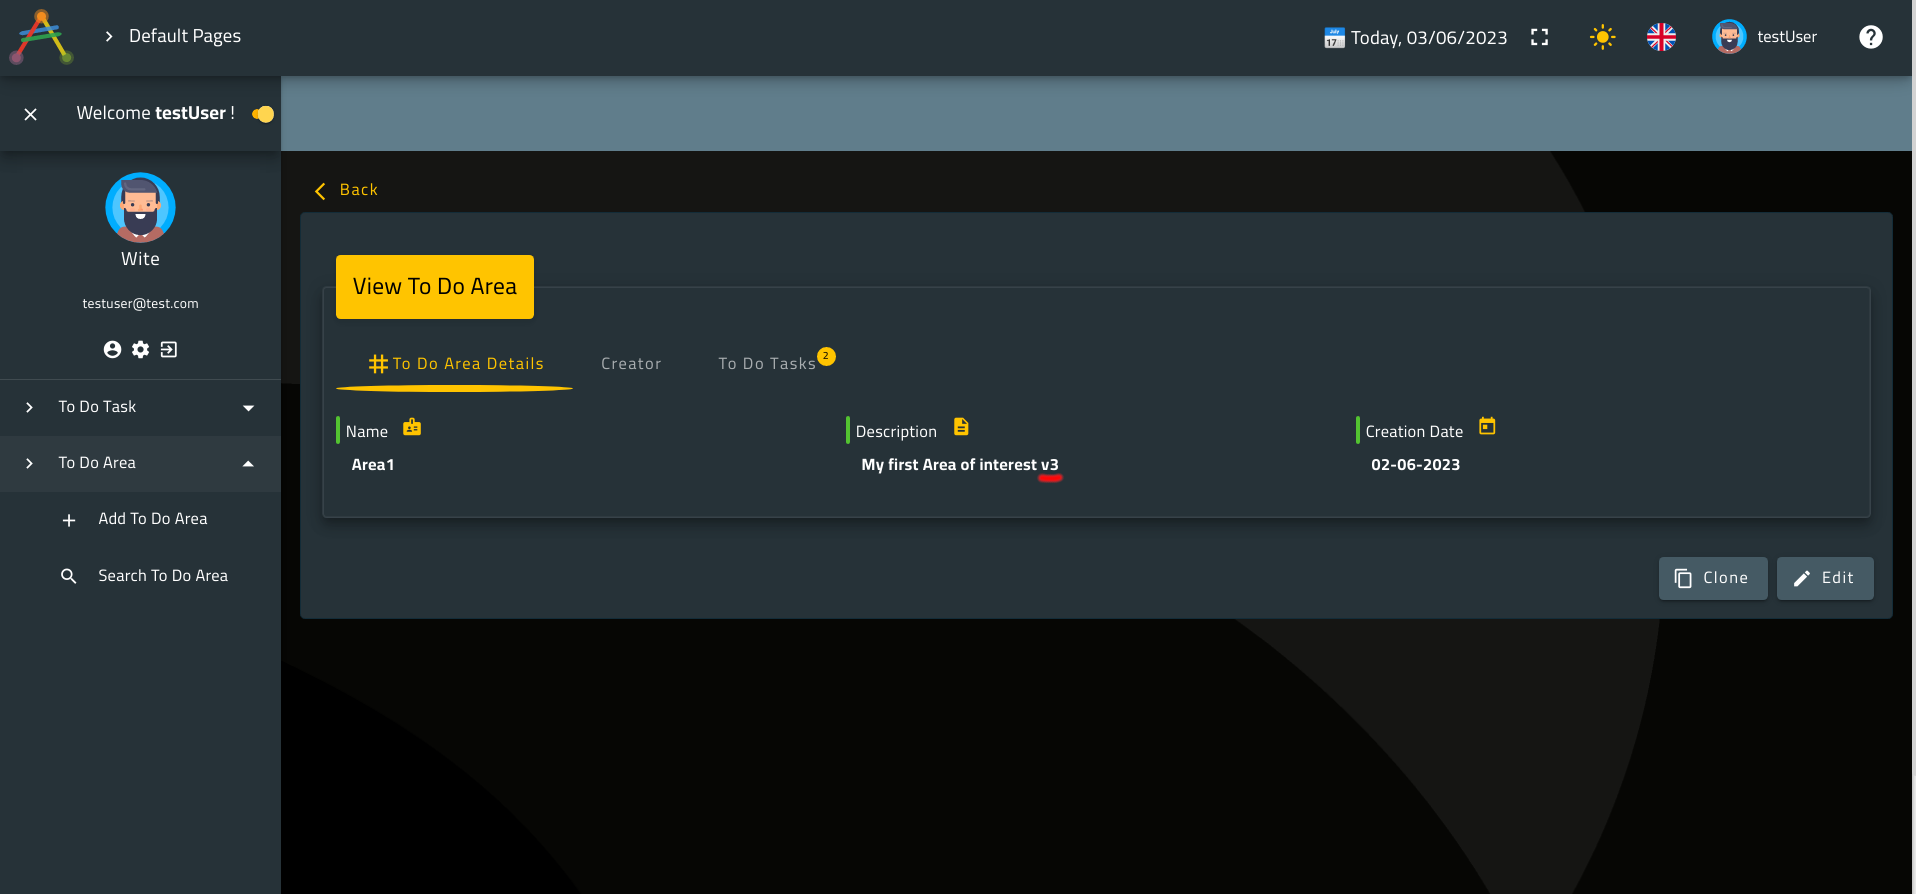 Default Pages
July
17
Today, 03/06/2023
testUser
?
Welcome testUser !
Wite
testuser@test.com
To Do Task
To Do Area
Add To Do Area
Search To Do Area
Back
View To Do Area
To Do Area Details
Creator
To Do Tasks
2
Name
Area1
Description
My first Area of interest v3
Creation Date
02-06-2023
Clone
Edit